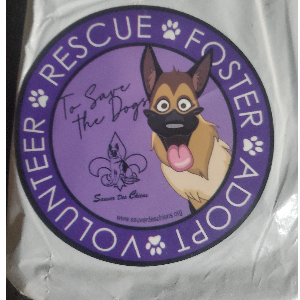 VOLUNTEER RESCUE FOSTER ADOPT
To Save
the Dogs
Sauver Des Chiens
www.sauverdeschiens.org